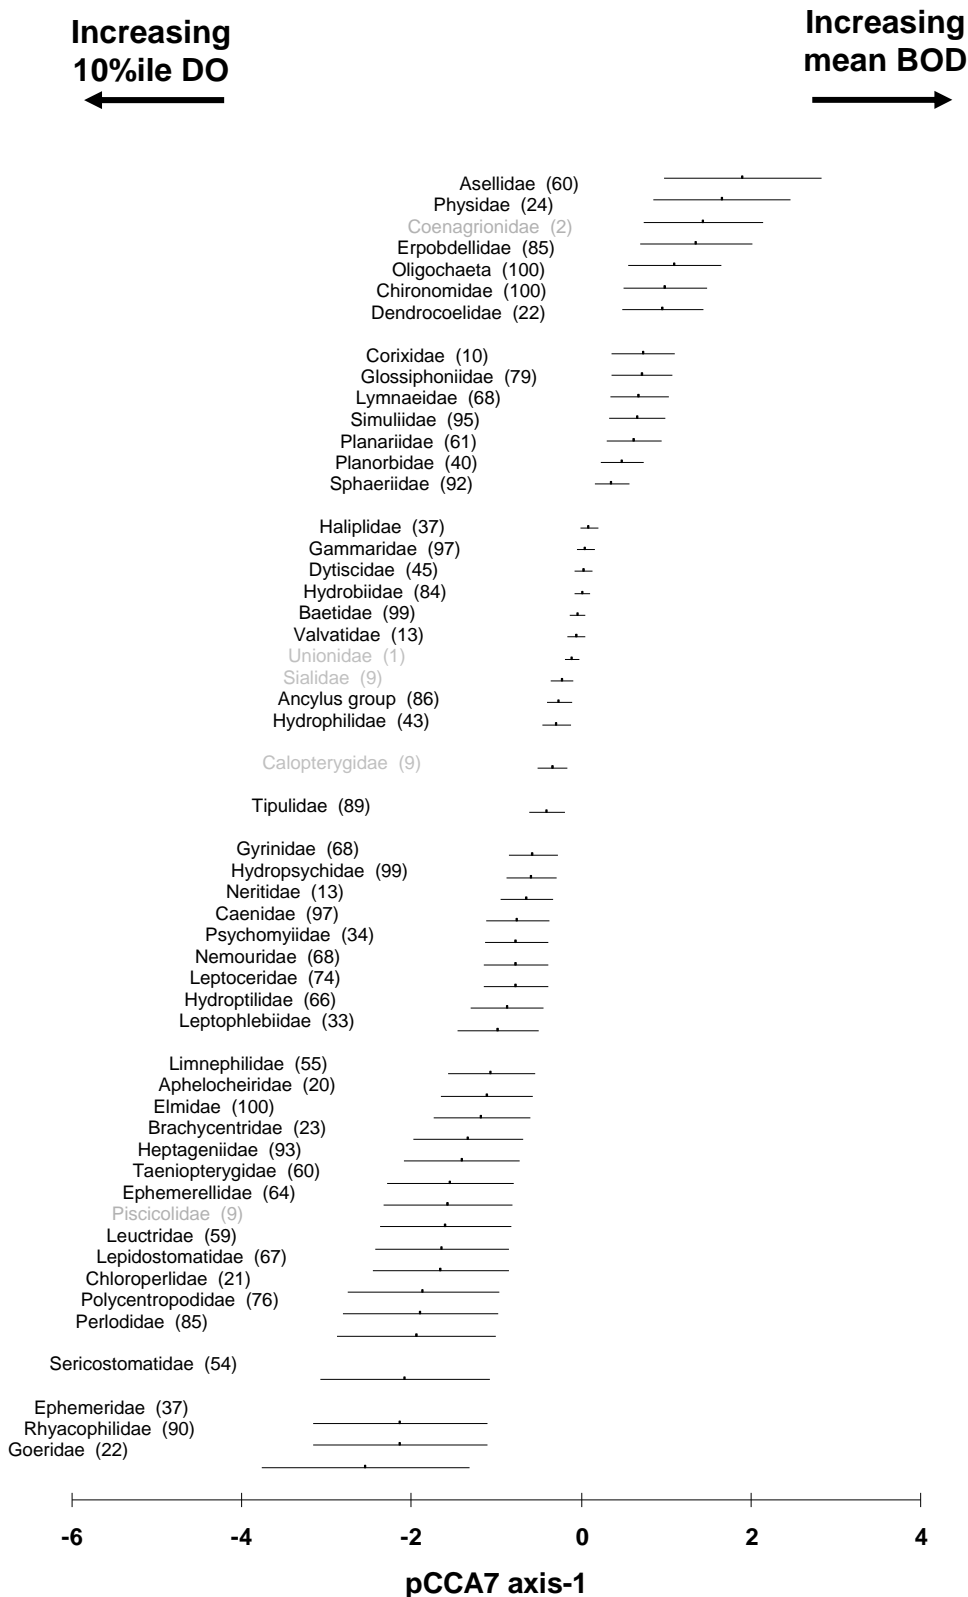 Increasing
10%ile DO
Increasing
mean BOD
Asellidae (60)
Physidae (24)
Coenagrionidae (2)
Erpobdellidae (85)
Oligochaeta (100)
Chironomidae (100)
Dendrocoelidae (22)
Corixidae (10)
Glossiphoniidae (79)
Lymnaeidae (68)
Simuliidae (95)
Planariidae (61)
Planorbidae (40)
Sphaeriidae (92)
Haliplidae (37)
Gammaridae (97)
Dytiscidae (45)
Hydrobiidae (84)
Baetidae (99)
Valvatidae (13)
Unionidae (1)
Sialidae (9)
Ancylus group (86)
Hydrophilidae (43)
Calopterygidae (9)
Tipulidae (89)
Gyrinidae (68)
Hydropsychidae (99)
Neritidae (13)
Caenidae (97)
Psychomyiidae (34)
Nemouridae (68)
Leptoceridae (74)
Hydroptilidae (66)
Leptophlebiidae (33)
Limnephilidae (55)
Aphelocheiridae (20)
Elmidae (100)
Brachycentridae (23)
Heptageniidae (93)
Taeniopterygidae (60)
Ephemerellidae (64)
Piscicolidae (9)
Leuctridae (59)
Lepidostomatidae (67)
Chloroperlidae (21)
Polycentropodidae (76)
Perlodidae (85)
Sericostomatidae (54)
Ephemeridae (37)
Rhyacophilidae (90)
Goeridae (22)
-6 -4 -2 0 2 4
pCCA7 axis-1